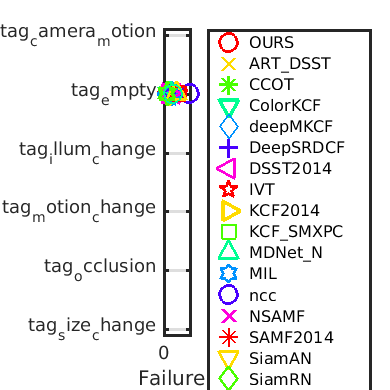 tag_camera_motion
tag_empty
tag_illum_change
tag_motion_change
tag_occlusion
tag_size_change
0
Failure
OURS
ART_DSST
CCOT
ColorKCF
deepMKCF
DeepSRDCF
DSST2014
IVT
KCF2014
KCF_SMXPC
MDNet_N
MIL
ncc
NSAMF
SAMF2014
SiamAN
SiamRN